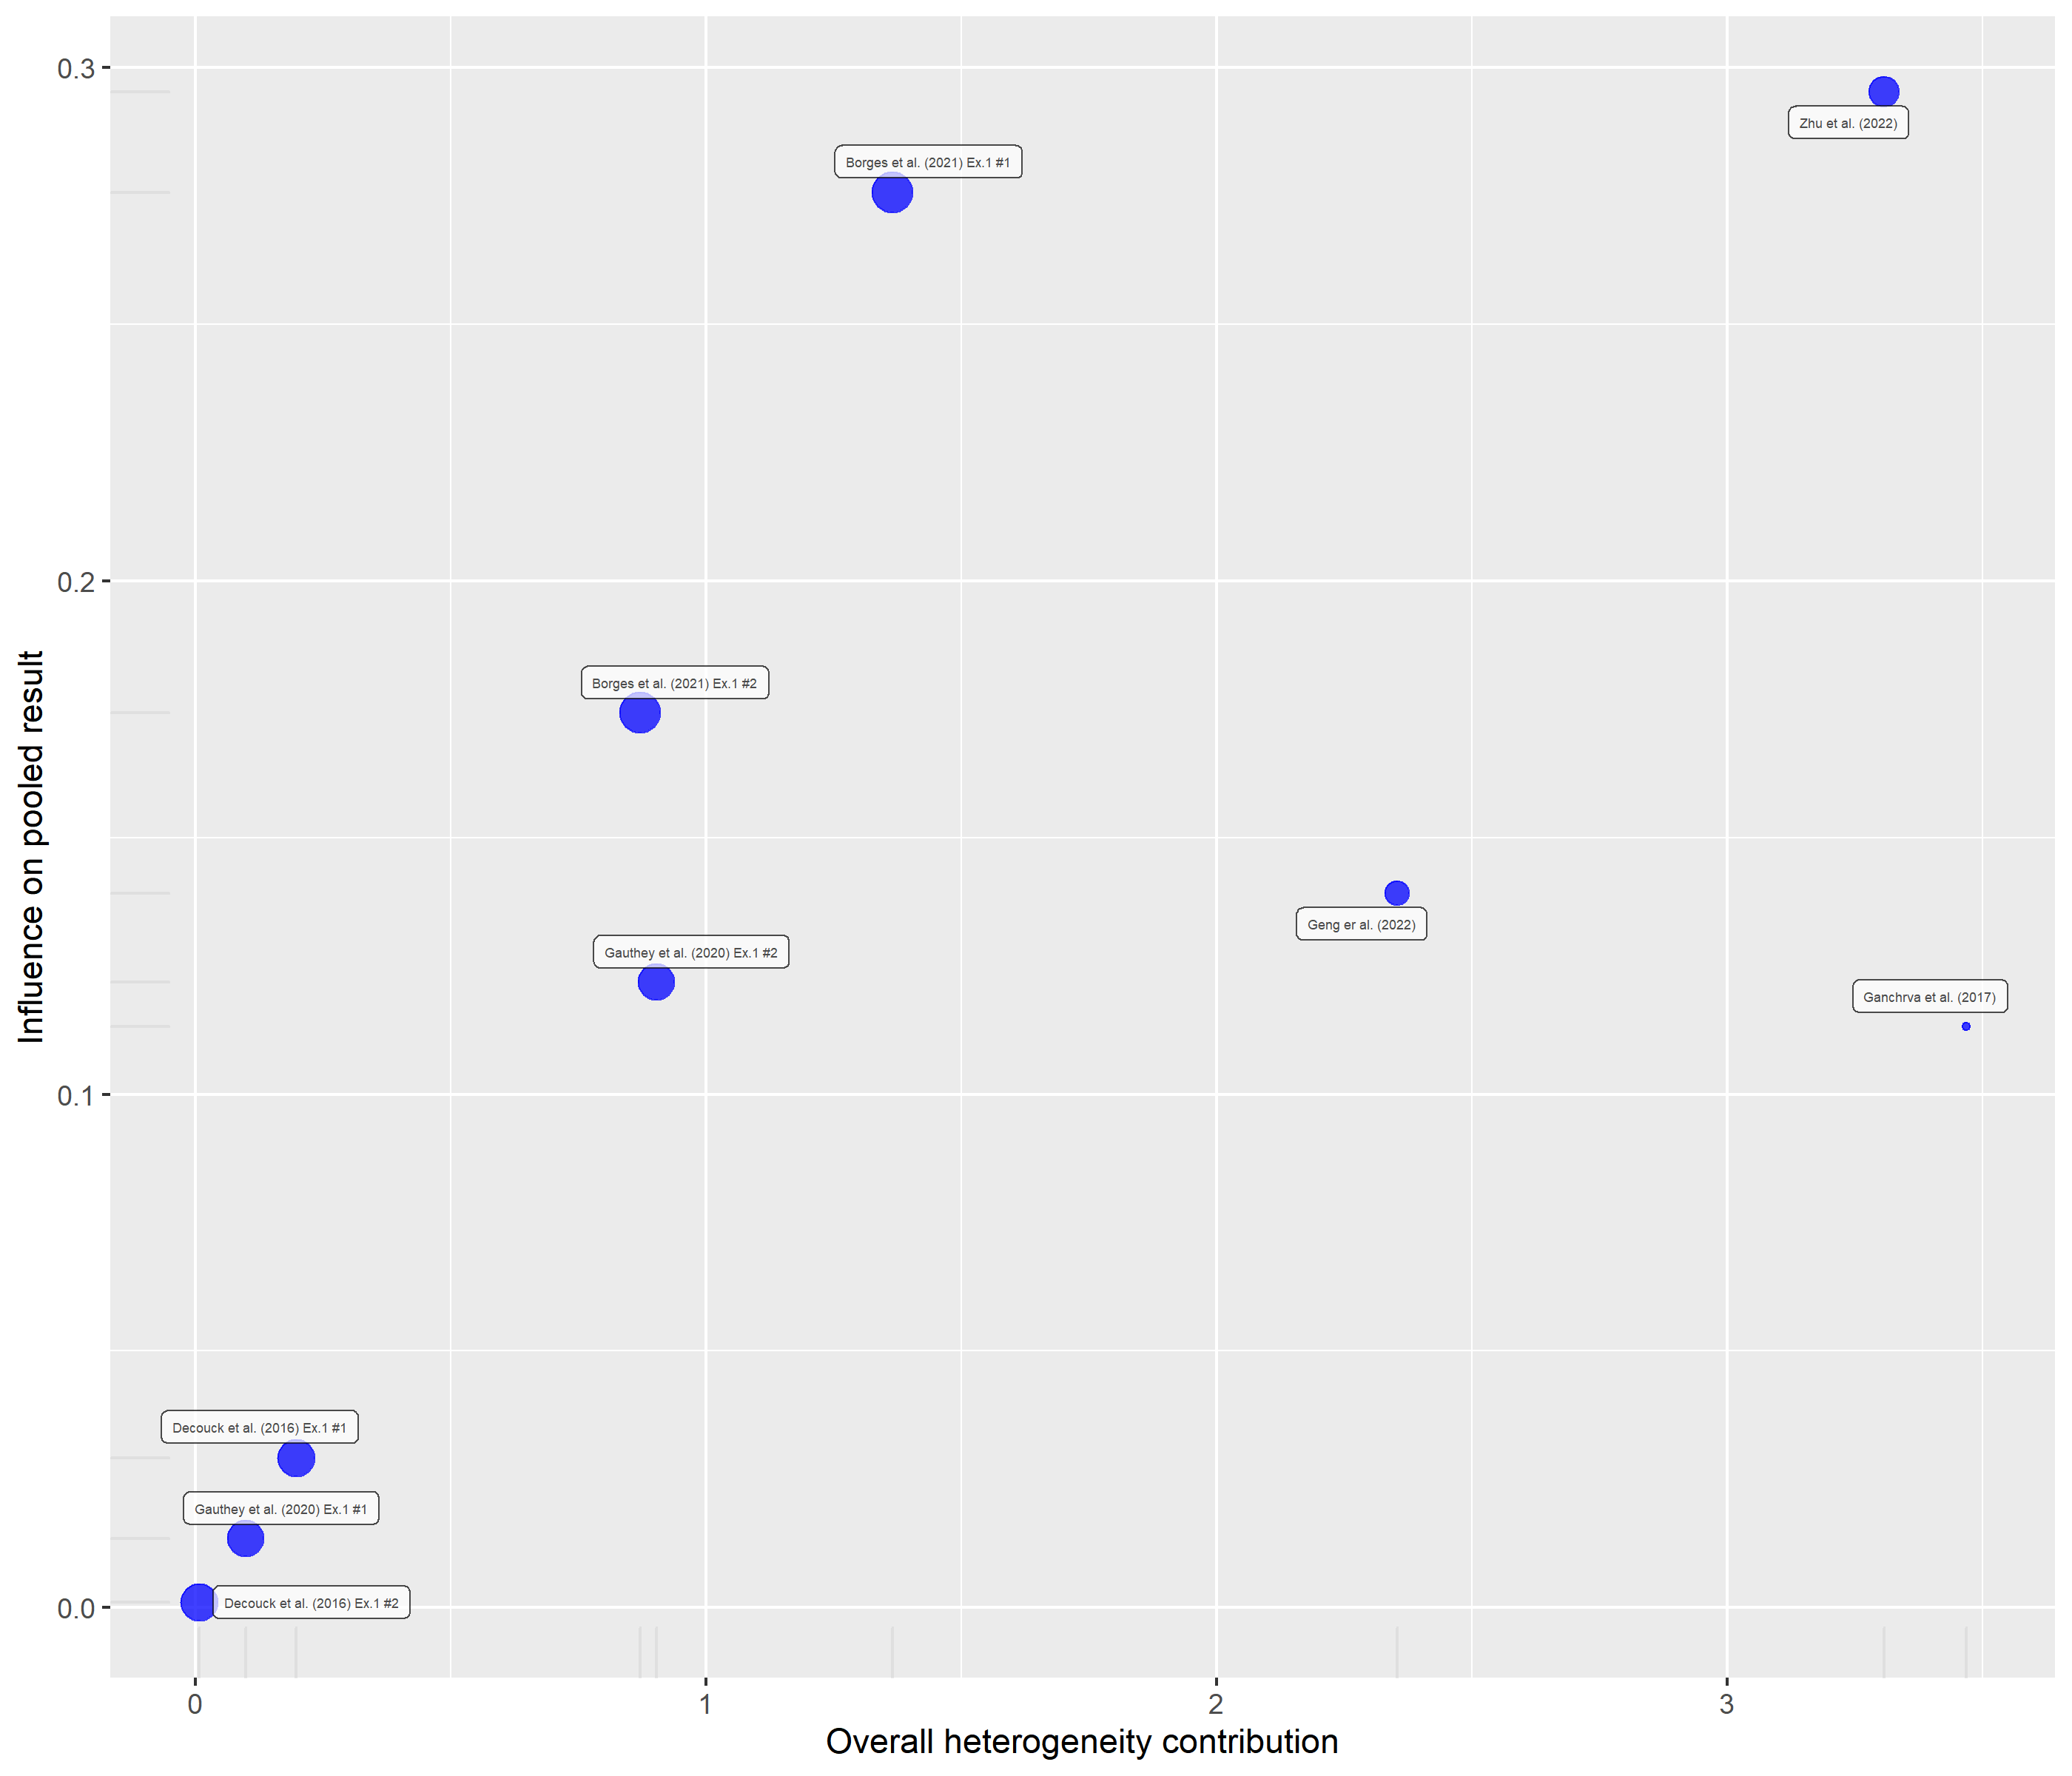 0.3
Zhu et al. (2022)
Borges et al. (2021) Ex.1 #1
0.2
Borges et al. (2021) Ex.1 #2
Influence on pooled result
Geng er al. (2022)
Gauthey et al. (2020) Ex.1 #2
Ganchrva et al. (2017)
0.1
Decouck et al. (2016) Ex.1 #1
Gauthey et al. (2020) Ex.1 #1
Decouck et al. (2016) Ex.1 #2
0.0
0
1
2
3
Overall heterogeneity contribution